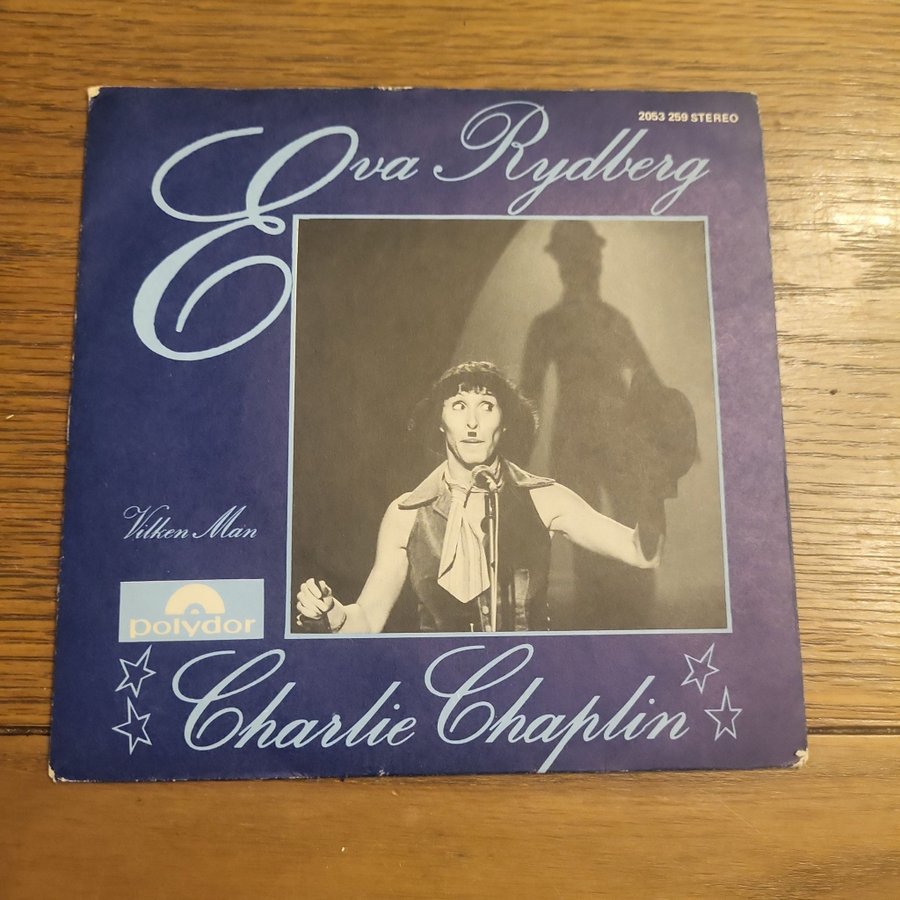 2053 259 STEREO
Eva Rydberg
Vilken Man
polydor
Charlie Chaplin